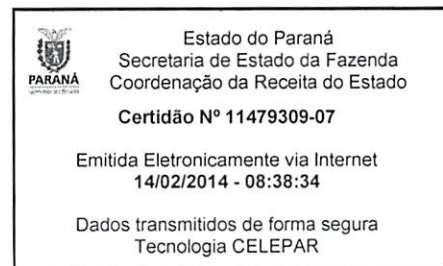 Estado do Paraná
Secretaria de Estado da Fazenda
Coordenação da Receita do Estado
PARANÁ
Certidão Nº 11479309-07
Emitida Eletronicamente via Internet
14/02/2014 - 08:38:34
Dados transmitidos de forma segura
Tecnologia CELEPAR